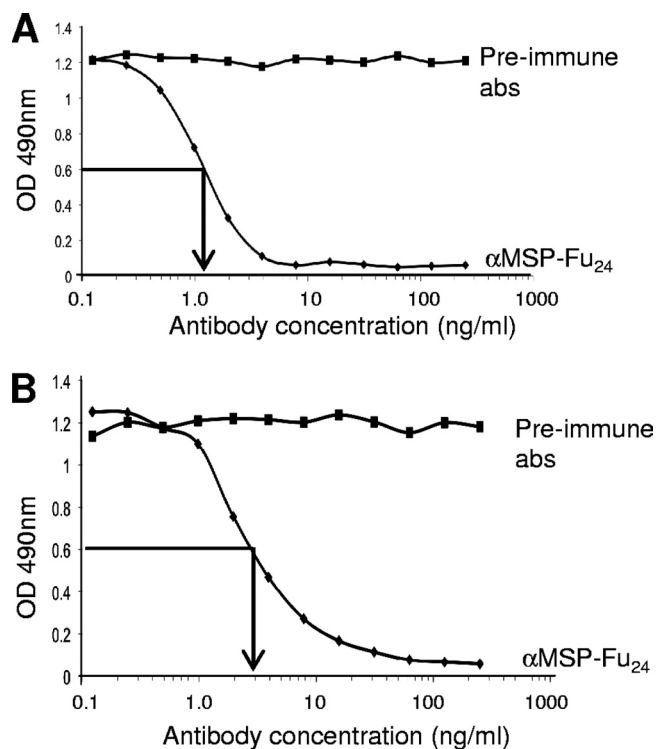 A
1.4
1.2
1
0.8
0.6
0.4
0.2
0
OD 490nm
Pre-immune
abs
αMSP-Fu24
0.1
1.0
10
100
1000
Antibody concentration (ng/ml)
B
1.4
1.2
1
0.8
0.6
0.4
0.2
0
OD 490nm
Pre-immune
abs
αMSP-Fu24
0.1
1.0
10
100
1000
Antibody concentration (ng/ml)